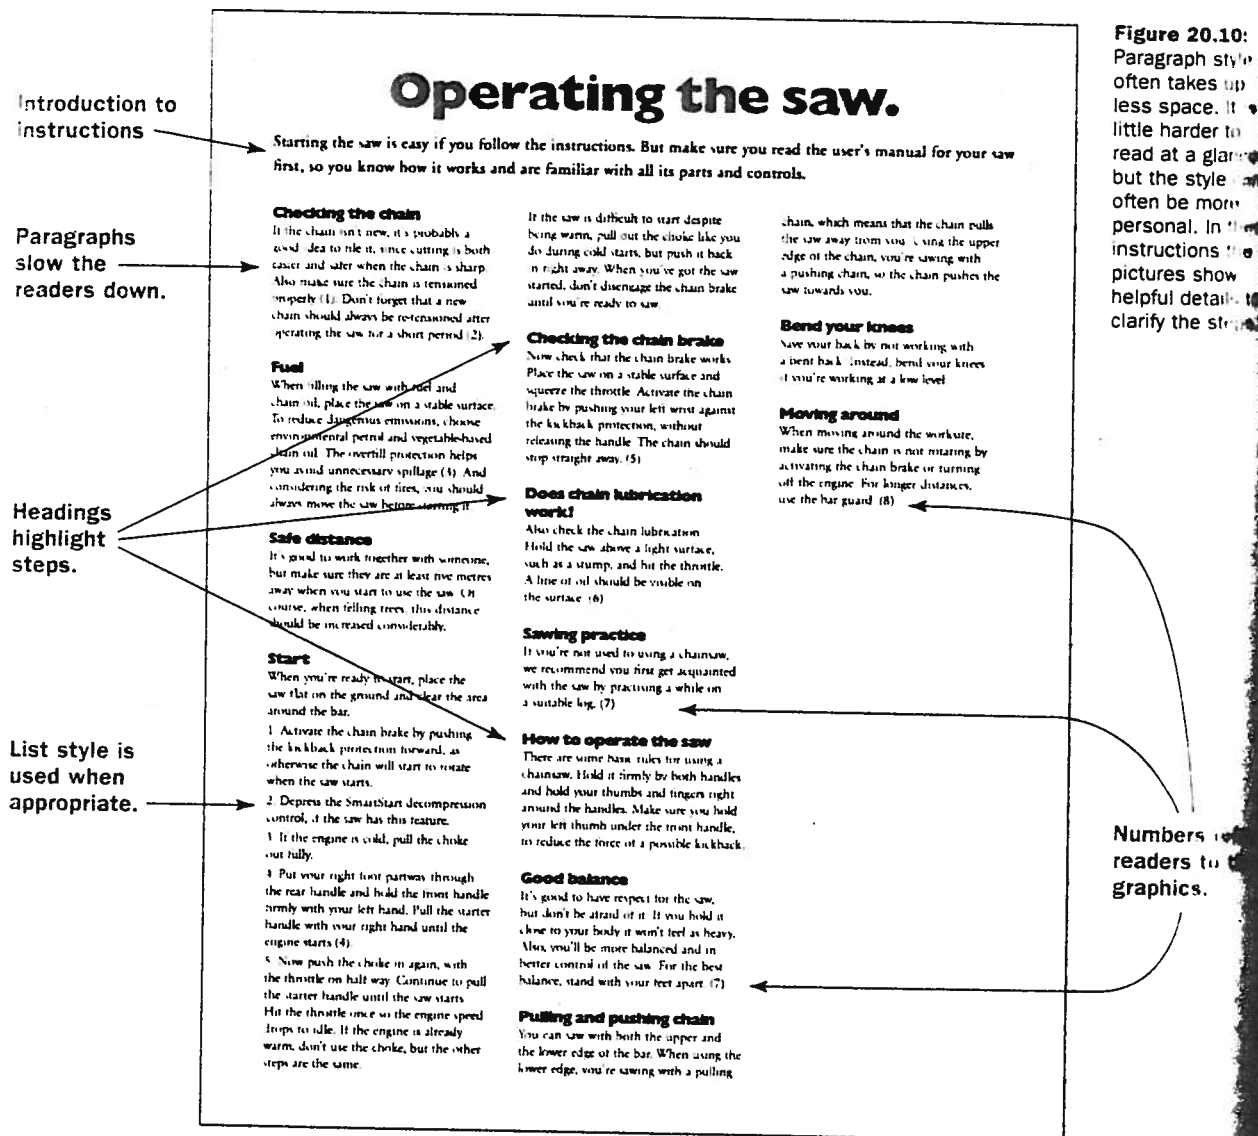 Operating the saw.
Starting the saw is easy if you follow the instructions. But make sure you read the user's manual for your saw
first, so you know how it works and are familiar with all its parts and controls.
Introduction to
instructions
Paragraphs
slow the
readers down.
Headings
highlight
steps.
List style is
used when
appropriate.
Checking the chain
If the chain isn't new, it's probably a
good idea to file it, since cutting is both
easier and safer when the chain is sharp.
Also make sure the chain is tensioned
properly (1). Don't forget that a new
chain should always be re-tensioned after
operating the saw for a short period (2).
Fuel
When filling the saw with fuel and
chain oil, place the saw on a stable surface.
To reduce dangerous emissions, choose
environmental petrol and vegetable-based
chain oil. The overfill protection helps
you avoid unnecessary spillage (3). And
considering the risk of fires, you should
always move the saw before starting it.
Safe distance
It's good to work together with someone,
but make sure they are at least five metres
away when you start to use the saw. Of
course, when felling trees, this distance
should be increased considerably.
Start
When you're ready to start, place the
saw flat on the ground and clear the area
around the bar.
1. Activate the chain brake by pushing
the kickback protection forward, as
otherwise the chain will start to rotate
when the saw starts.
2. Depress the SmartStart decompression
control, if the saw has this feature.
3. If the engine is cold, pull the choke
out fully.
4. Put your right foot partway through
the rear handle and hold the front handle
firmly with your left hand. Pull the starter
handle with your right hand until the
engine starts (4).
5. Now push the choke in again, with
the throttle on half way. Continue to pull
the starter handle until the saw starts.
Hit the throttle once so the engine speed
drops to idle. If the engine is already
warm, don't use the choke, but the other
steps are the same.
If the saw is difficult to start despite
being warm, pull out the choke like you
do during cold starts, but push it back
in right away. When you've got the saw
started, don't disengage the chain brake
until you're ready to saw.
Checking the chain brake
Now check that the chain brake works.
Place the saw on a stable surface and
squeeze the throttle. Activate the chain
brake by pushing your left wrist against
the kickback protection, without
releasing the handle. The chain should
stop straight away. (5)
Does chain lubrication
work?
Also check the chain lubrication.
Hold the saw above a light surface,
such as a stump, and hit the throttle.
A line of oil should be visible on
the surface. (6)
Sawing practice
If you're not used to using a chainsaw,
we recommend you first get acquainted
with the saw by practising a while on
a suitable log. (7)
How to operate the saw
There are some basic rules for using a
chainsaw. Hold it firmly by both handles
and hold your thumbs and fingers right
around the handles. Make sure you hold
your left thumb under the front handle,
to reduce the force of a possible kickback.
Good balance
It's good to have respect for the saw,
but don't be afraid of it. If you hold it
close to your body it won't feel as heavy.
Also, you'll be more balanced and in
better control of the saw. For the best
balance, stand with your feet apart. (7)
Pulling and pushing chain
You can saw with both the upper and
the lower edge of the bar. When using the
lower edge, you're sawing with a pulling
chain, which means that the chain pulls
the saw away from you. Using the upper
edge of the chain, you're sawing with
a pushing chain, so the chain pushes the
saw towards you.
Bend your knees
Save your back by not working with
a bent back. Instead, bend your knees
if you're working at a low level.
Moving around
When moving around the worksite,
make sure the chain is not rotating by
activating the chain brake or turning
off the engine. For longer distances,
use the bar guard. (8)
Figure 20.10:
Paragraph style
often takes up
less space. It
little harder to
read at a glance
but the style
often be more
personal. In
instructions
pictures show
helpful details
clarify the
Numbers
readers to
graphics.